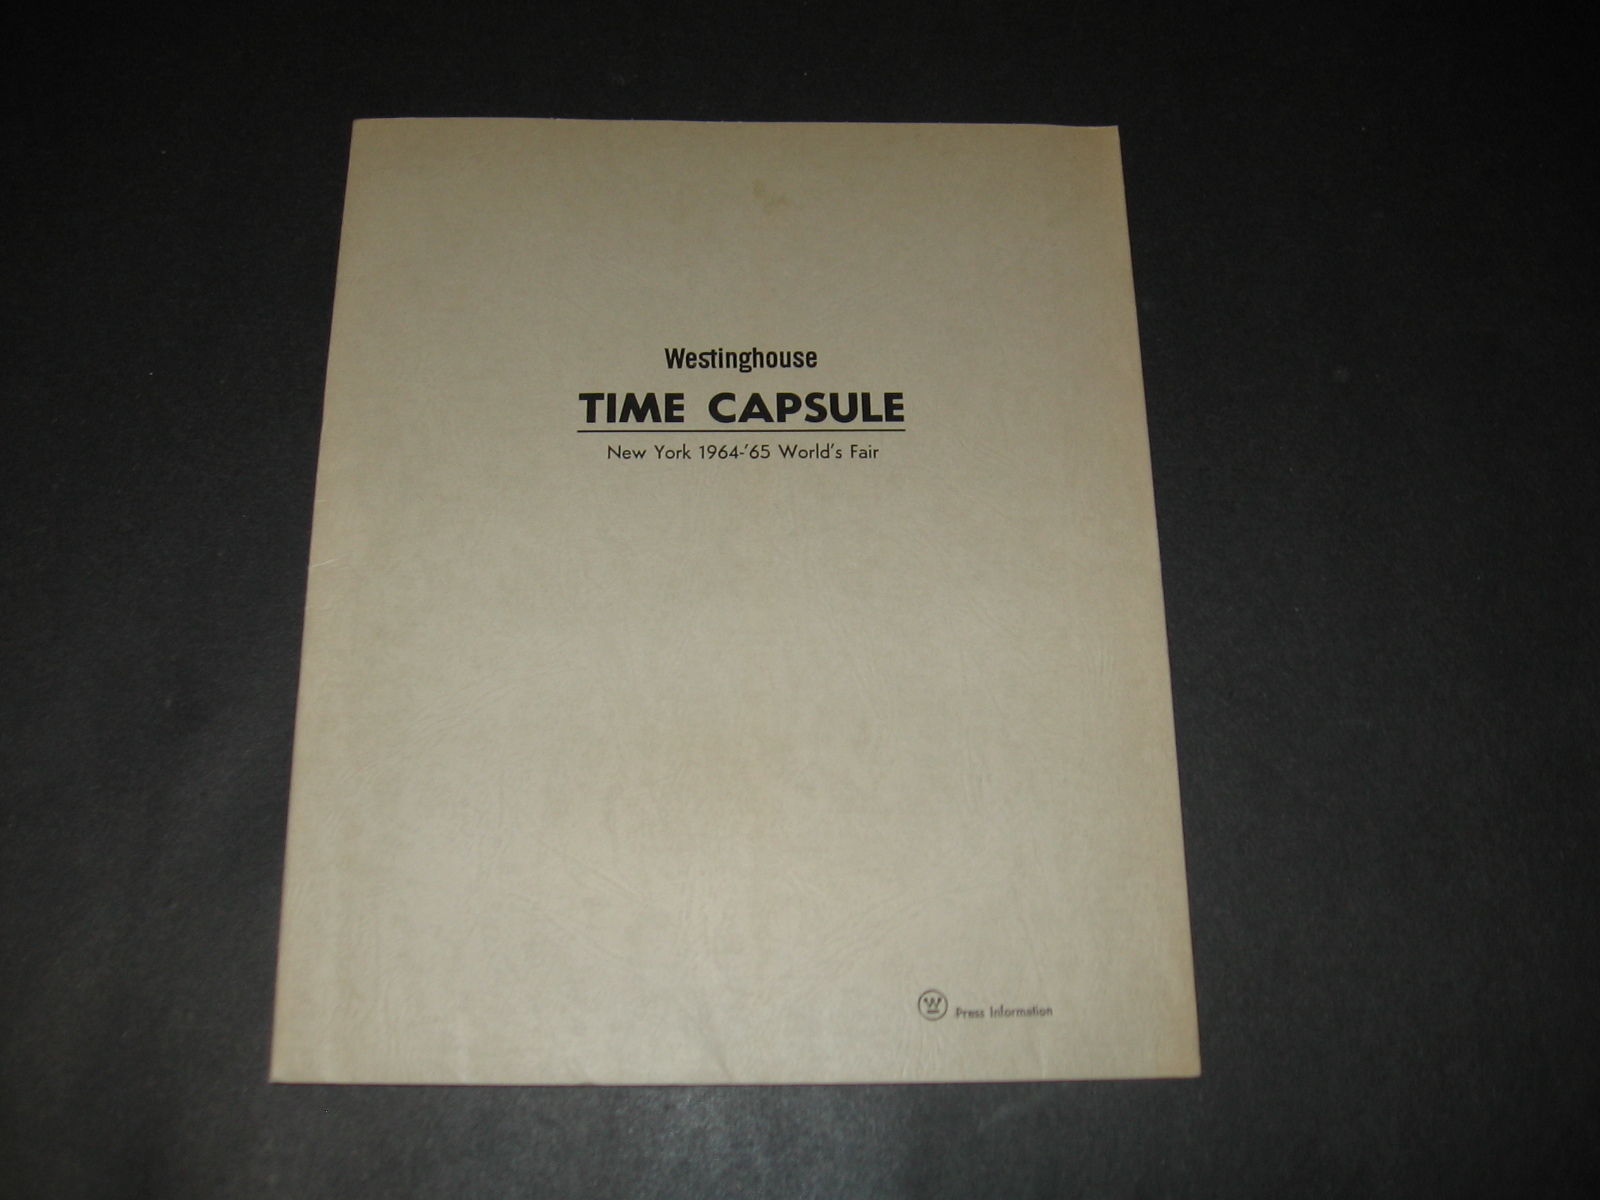 Westinghouse
TIME CAPSULE
New York 1964-'65 World's Fair
W Press Information